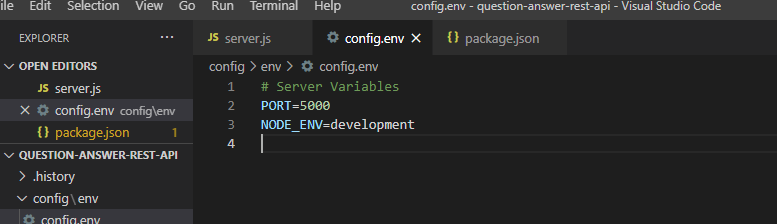 le Edit Selection View Go Run Terminal Help config.env - question-answer-rest-api - Visual Studio Code
EXPLORER ...
server.js config.env × {} package.json
OPEN EDITORS
JS server.js
× config.env config\env
{} package.json 1
QUESTION-ANSWER-REST-API
> .history
config\env
config.env
config > env > config.env
1 # Server Variables
2 PORT=5000
3 NODE_ENV=development
4